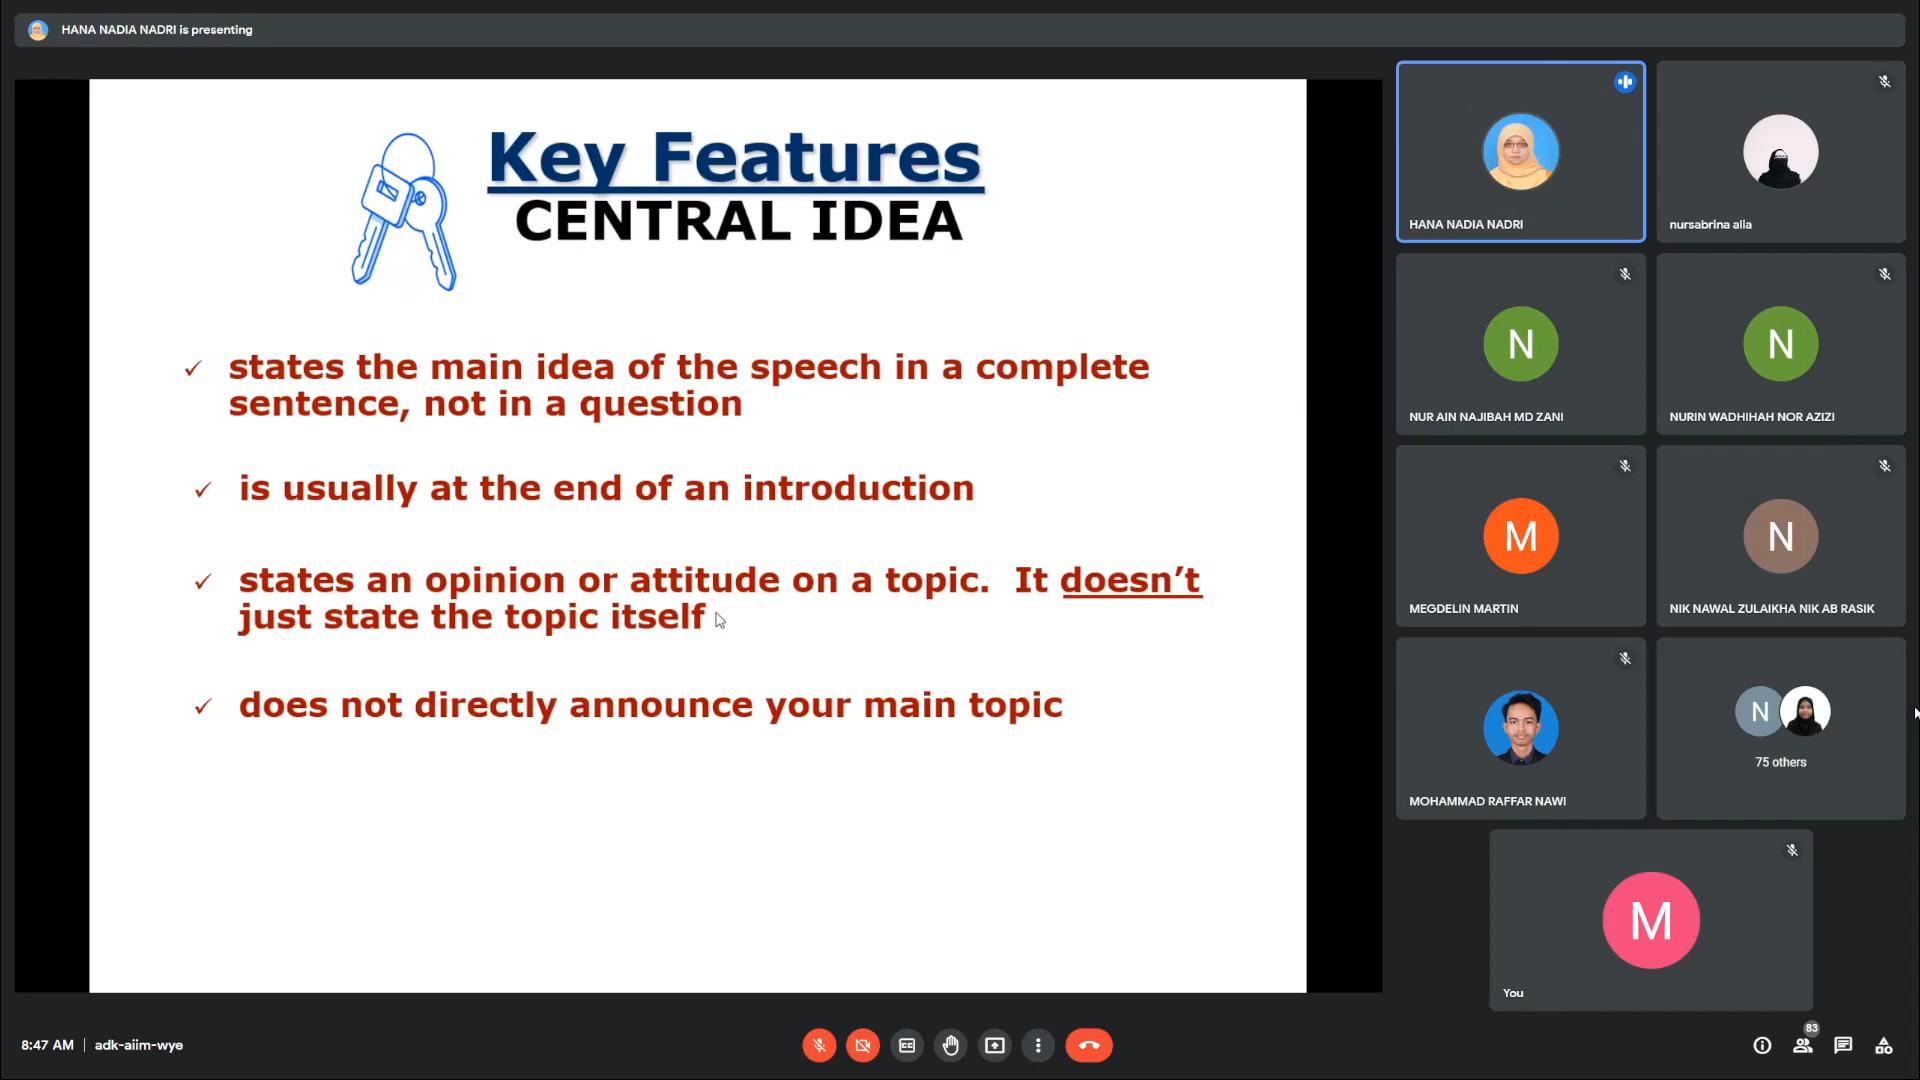 HANA NADIA NADRI is presenting
Key Features
CENTRAL IDEA
✓ states the main idea of the speech in a complete
sentence, not in a question
✓ is usually at the end of an introduction
✓ states an opinion or attitude on a topic. It doesn’t
just state the topic itself
✓ does not directly announce your main topic
HANA NADIA NADRI
nursabrina alia
N
NUR AIN NAJIBAH MD ZANI
N
NURIN WADHIHAH NOR AZIZI
M
MEGDELIN MARTIN
N
NIK NAWAL ZULAIKHA NIK AB RASIK
MOHAMMAD RAFFAR NAWI
N
75 others
M
You
8:47 AM | adk-aiim-wye
CC
83